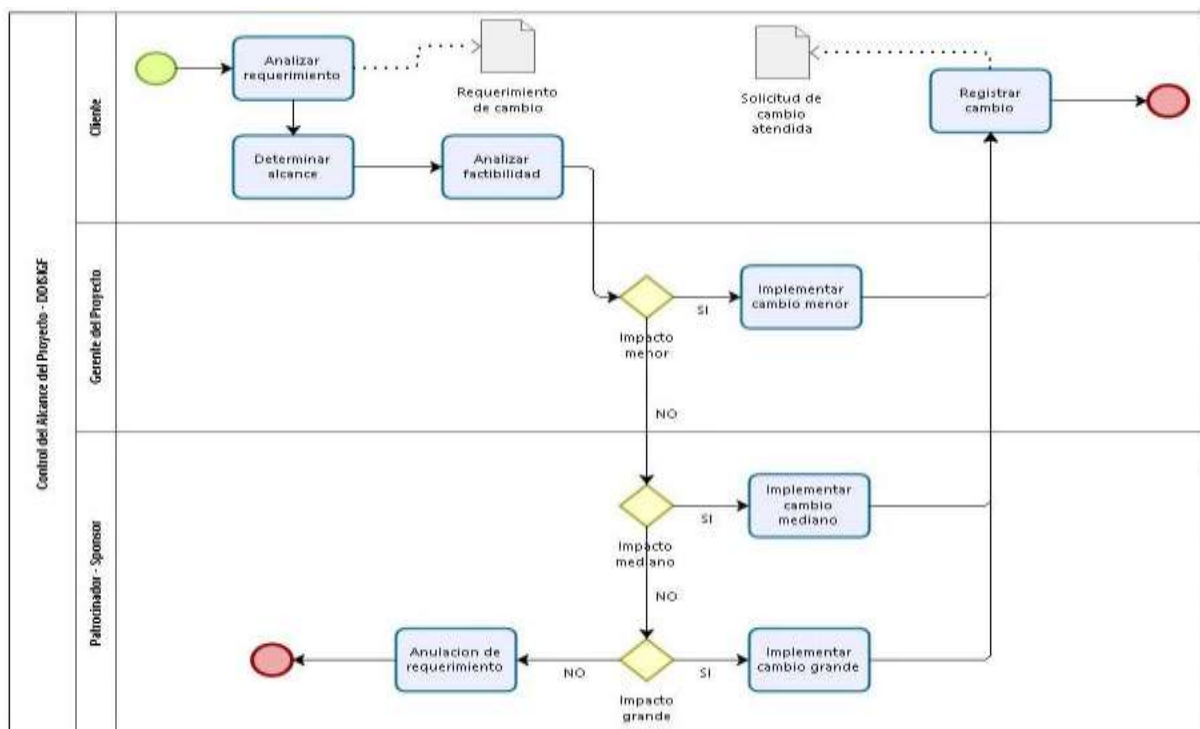 Control del Alcance del Proyecto - DDISIGF
Cliente
Analizar
requerimiento
Requerimiento
de cambio
Solicitud de
cambio
atendida
Registrar
cambio
Determinar
alcance
Analizar
factibilidad
Gerente del Proyecto
Impacto
menor
SI
Implementar
cambio menor
NO
Patrocinador - Sponsor
Impacto
mediano
SI
Implementar
cambio
mediano
NO
Anulacion de
requerimiento
NO
Impacto
grande
SI
Implementar
cambio grande